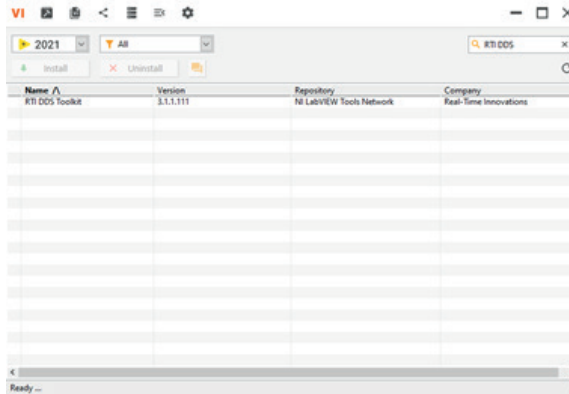 VI
2021 All RTI DDS
Install Uninstall
Name Version Repository Company
RTI DDS Toolkit 3.1.1.111 NI LabVIEW Tools Network Real-Time Innovations
Ready ...